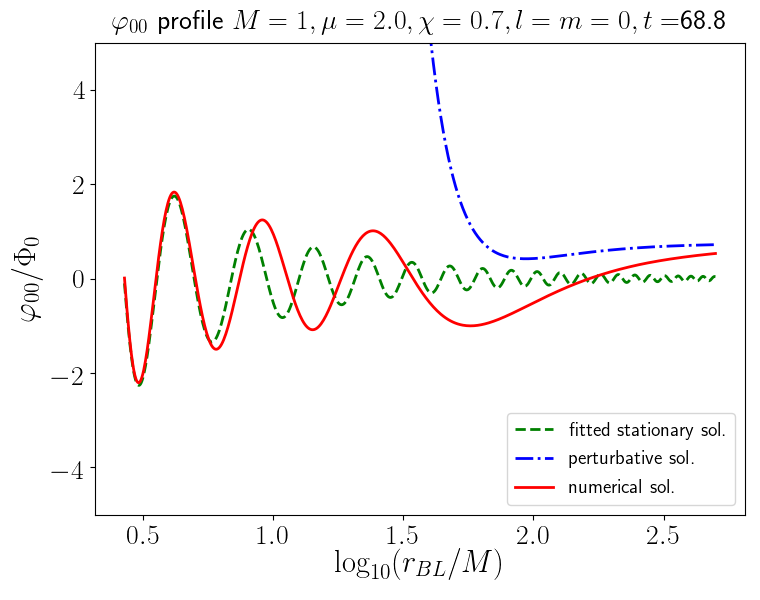 φ₀₀ profile M = 1, μ = 2.0, χ = 0.7, l = m = 0, t =68.8
φ₀₀/Φ₀
4
2
0
−2
−4
fitted stationary sol.
perturbative sol.
numerical sol.
0.5 1.0 1.5 2.0 2.5
log₁₀(r_BL/M)